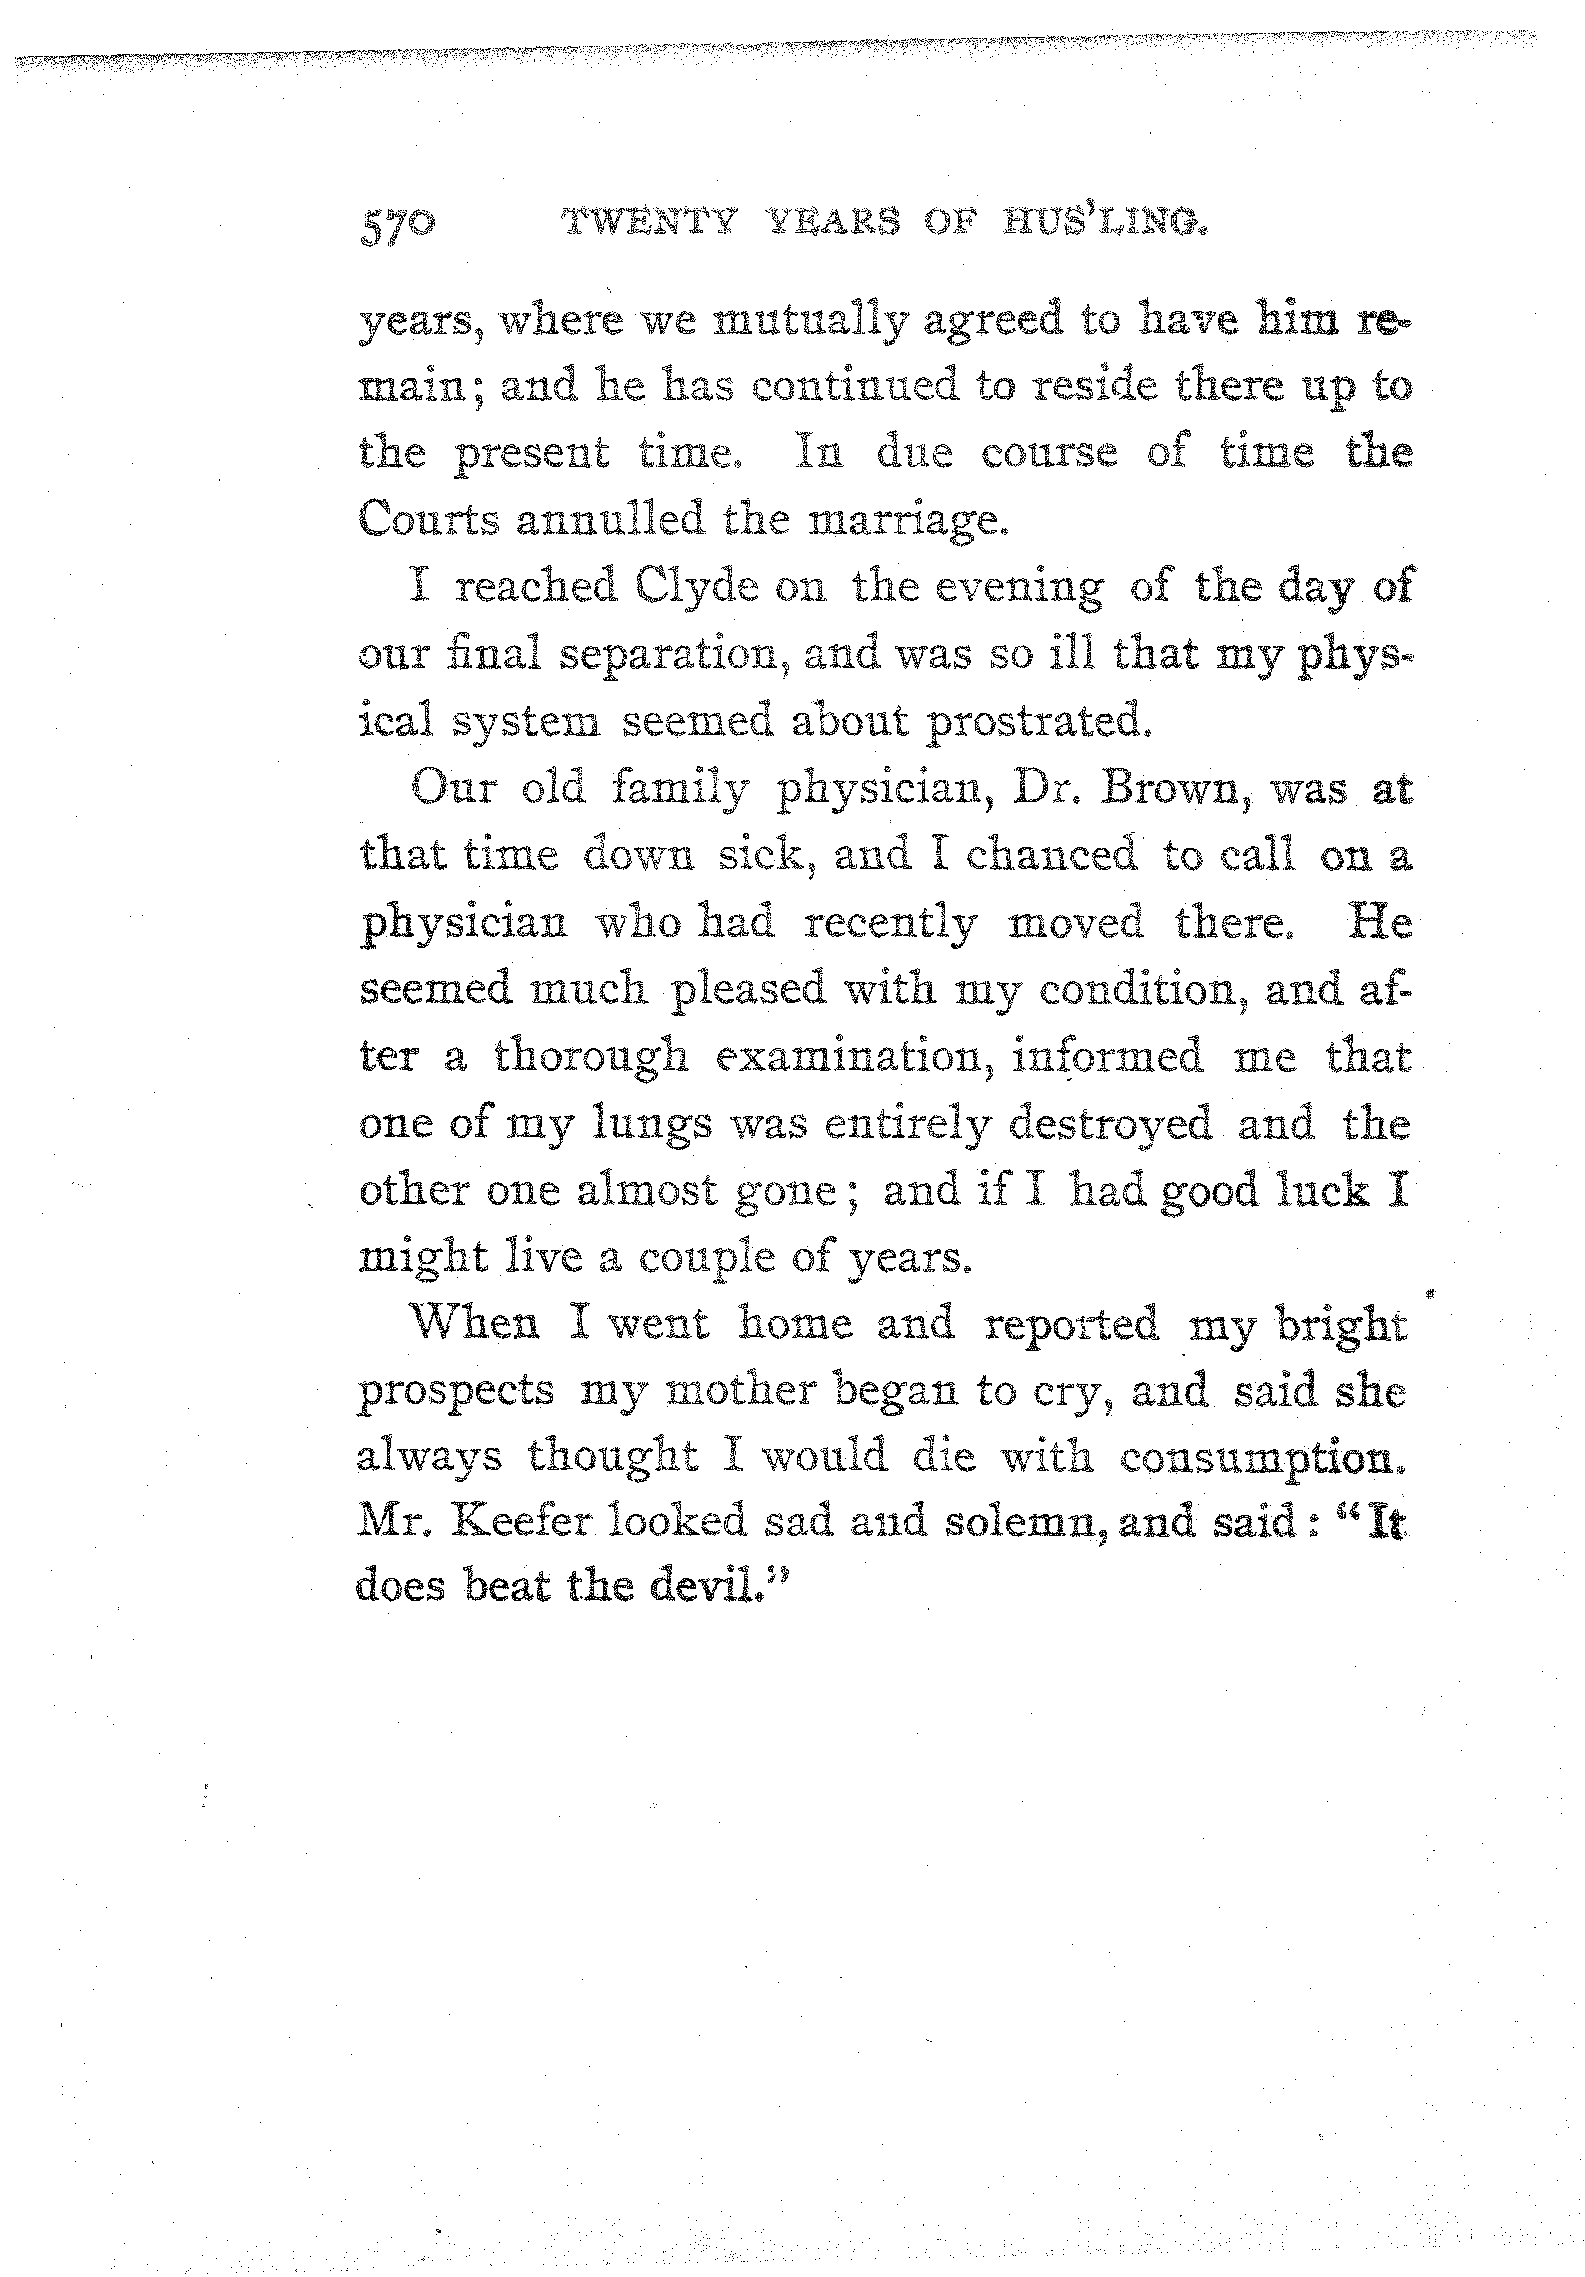 570 TWENTY YEARS OF HUS'LING.
years, where we mutually agreed to have him re-
main; and he has continued to reside there up to
the present time. In due course of time the
Courts annulled the marriage.
I reached Clyde on the evening of the day of
our final separation, and was so ill that my phys-
ical system seemed about prostrated.
Our old family physician, Dr. Brown, was at
that time down sick, and I chanced to call on a
physician who had recently moved there. He
seemed much pleased with my condition, and af-
ter a thorough examination, informed me that
one of my lungs was entirely destroyed and the
other one almost gone; and if I had good luck I
might live a couple of years.
When I went home and reported my bright
prospects my mother began to cry, and said she
always thought I would die with consumption.
Mr. Keefer looked sad and solemn, and said: "It
does beat the devil."